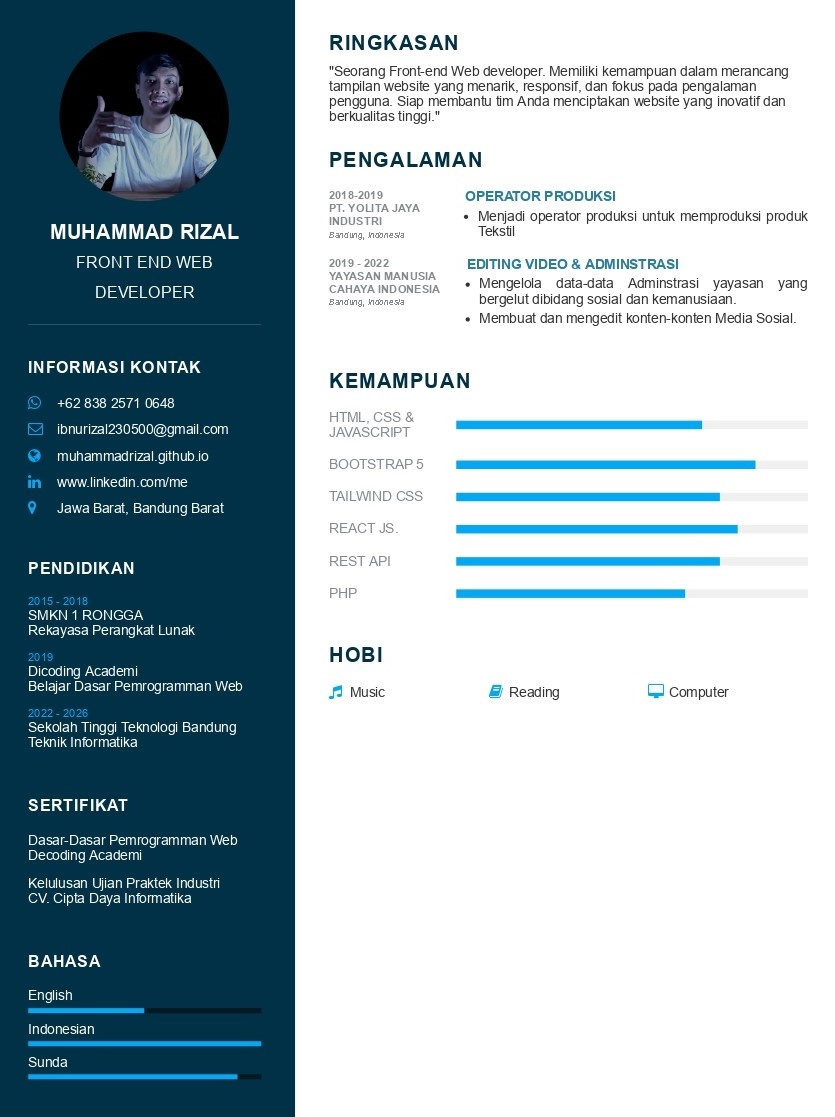 MUHAMMAD RIZAL
FRONT END WEB
DEVELOPER
INFORMASI KONTAK
+62 838 2571 0648
ibnurizal230500@gmail.com
muhammadrizal.github.io
www.linkedin.com/me
Jawa Barat, Bandung Barat
PENDIDIKAN
2015 - 2018
SMKN 1 RONGGA
Rekayasa Perangkat Lunak
2019
Dicoding Academi
Belajar Dasar Pemrogramman Web
2022 - 2026
Sekolah Tinggi Teknologi Bandung
Teknik Informatika
SERTIFIKAT
Dasar-Dasar Pemrogramman Web
Decoding Academi
Kelulusan Ujian Praktek Industri
CV. Cipta Daya Informatika
BAHASA
English
Indonesian
Sunda
RINGKASAN
"Seorang Front-end Web developer. Memiliki kemampuan dalam merancang
tampilan website yang menarik, responsif, dan fokus pada pengalaman
pengguna. Siap membantu tim Anda menciptakan website yang inovatif dan
berkualitas tinggi."
PENGALAMAN
2018-2019
PT. YOLITA JAYA
INDUSTRI
Bandung, Indonesia
OPERATOR PRODUKSI
• Menjadi operator produksi untuk memproduksi produk
Tekstil
2019 - 2022
YAYASAN MANUSIA
CAHAYA INDONESIA
Bandung, Indonesia
EDITING VIDEO & ADMINSTRASI
• Mengelola data-data Adminstrasi yayasan yang
bergelut dibidang sosial dan kemanusiaan.
• Membuat dan mengedit konten-konten Media Sosial.
KEMAMPUAN
HTML, CSS &
JAVASCRIPT
BOOTSTRAP 5
TAILWIND CSS
REACT JS.
REST API
PHP
HOBI
Music
Reading
Computer